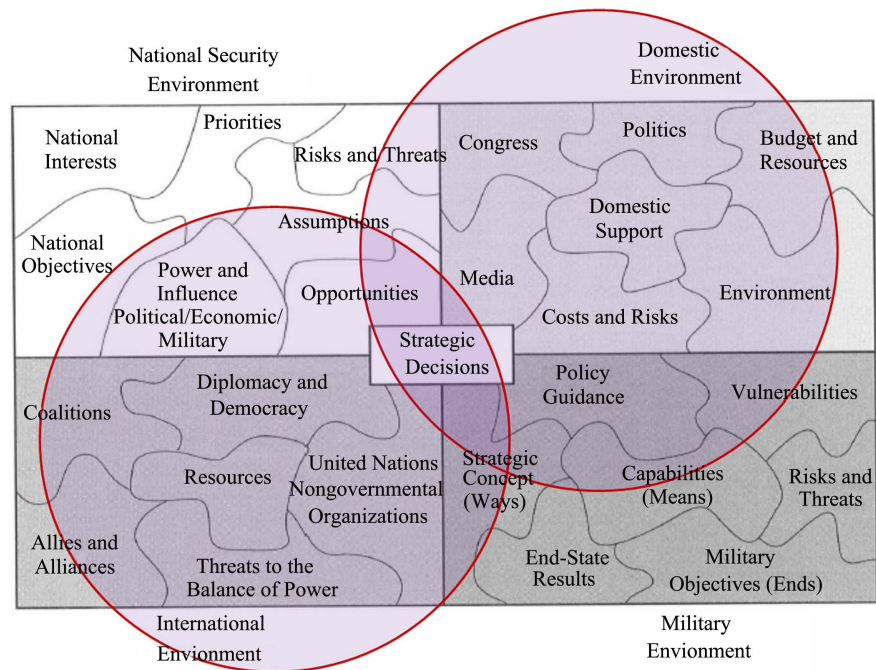 National Security
Environment
Domestic
Environment
National
Interests
Priorities
Risks and Threats
National
Objectives
Assumptions
Power and
Influence
Political/Economic/
Military
Opportunities
Congress
Politics
Budget and
Resources
Domestic
Support
Media
Environment
Costs and Risks
Strategic
Decisions
Coalitions
Diplomacy and
Democracy
Resources
United Nations
Nongovernmental
Organizations
Allies and
Alliances
Threats to the
Balance of Power
Policy
Guidance
Vulnerabilities
Strategic
Concept
(Ways)
Capabilities
(Means)
Risks and
Threats
End-State
Results
Military
Objectives (Ends)
International
Envionment
Military
Envionment